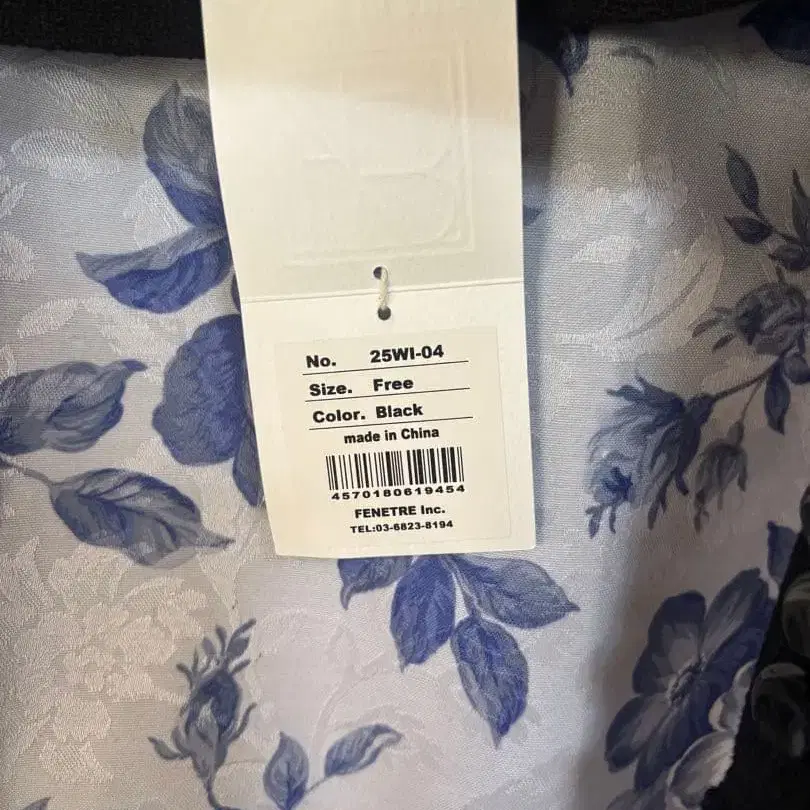 No. 25WI-04
Size. Free
Color. Black
made in China
4570180619454
FENETRE Inc.
TEL:03-6823-8194